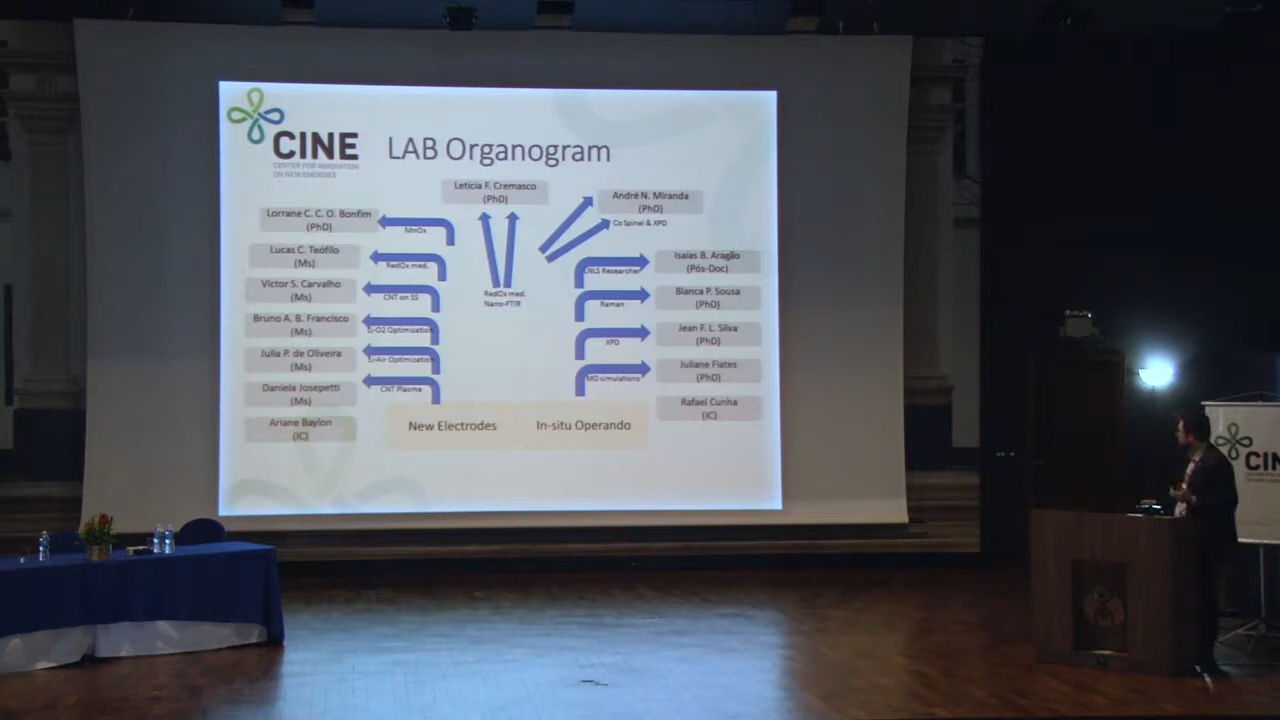 CINE
CENTER FOR INNOVATION
ON NEW ENERGIES
LAB Organogram
Letícia F. Cremasco
(PhD)
André N. Miranda
(PhD)
Co Spinel & XPD
Lorrane C. C. O. Bonfim
(PhD)
MnOx
Lucas C. Teófilo
(Ms)
RedOx med.
Victor S. Carvalho
(Ms)
CNT on SS
Bruno A. B. Francisco
(Ms)
Li-O2 Optimization
Julia P. de Oliveira
(Ms)
Li-Air Optimization
Daniela Josepetti
(Ms)
CNT Plasma
Ariane Baylon
(IC)
RedOx med.
Nano-FTIR
Isaías B. Aragão
(Pós-Doc)
LNLS Researcher
Bianca P. Sousa
(PhD)
Raman
Jean F. L. Silva
(PhD)
XPD
Juliane Fiates
(PhD)
MD simulations
Rafael Cunha
(IC)
New Electrodes
In-situ Operando
CIN